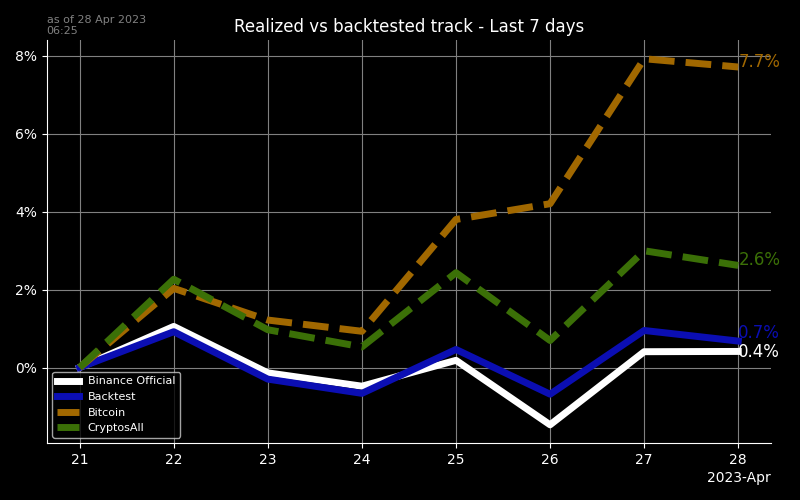 as of 28 Apr 2023
06:25
Realized vs backtested track - Last 7 days
8%
6%
4%
2%
0%
7.7%
2.6%
0.7%
0.4%
Binance Official
Backtest
Bitcoin
CryptosAll
21 22 23 24 25 26 27 28
2023-Apr